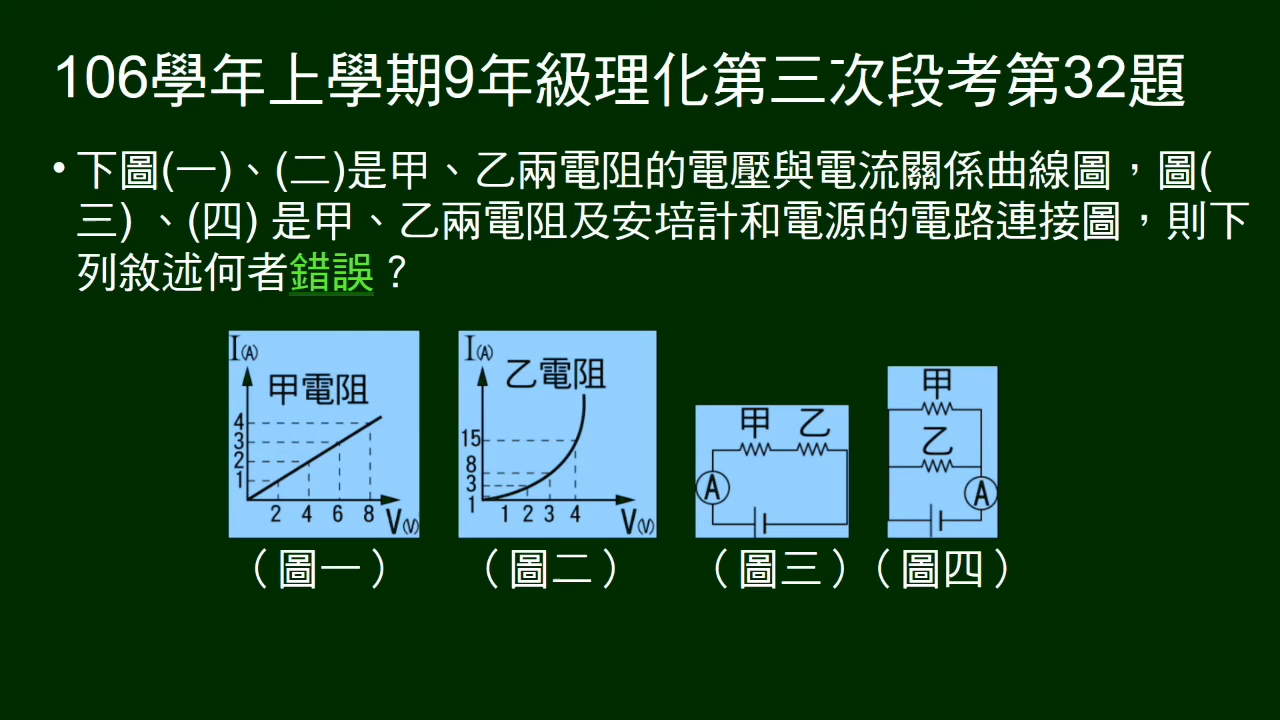 106學年上學期9年級理化第三次段考第32題
• 下圖(一)、(二)是甲、乙兩電阻的電壓與電流關係曲線圖，圖(
三) 、(四) 是甲、乙兩電阻及安培計和電源的電路連接圖，則下
列敘述何者錯誤？
I(A)
甲電阻
4
3
2
1
2 4 6 8 V(V)
I(A)
乙電阻
15
8
3
1
1 2 3 4 V(V)
甲 乙
A
甲
乙
A
（圖一） （圖二） （圖三）（圖四）